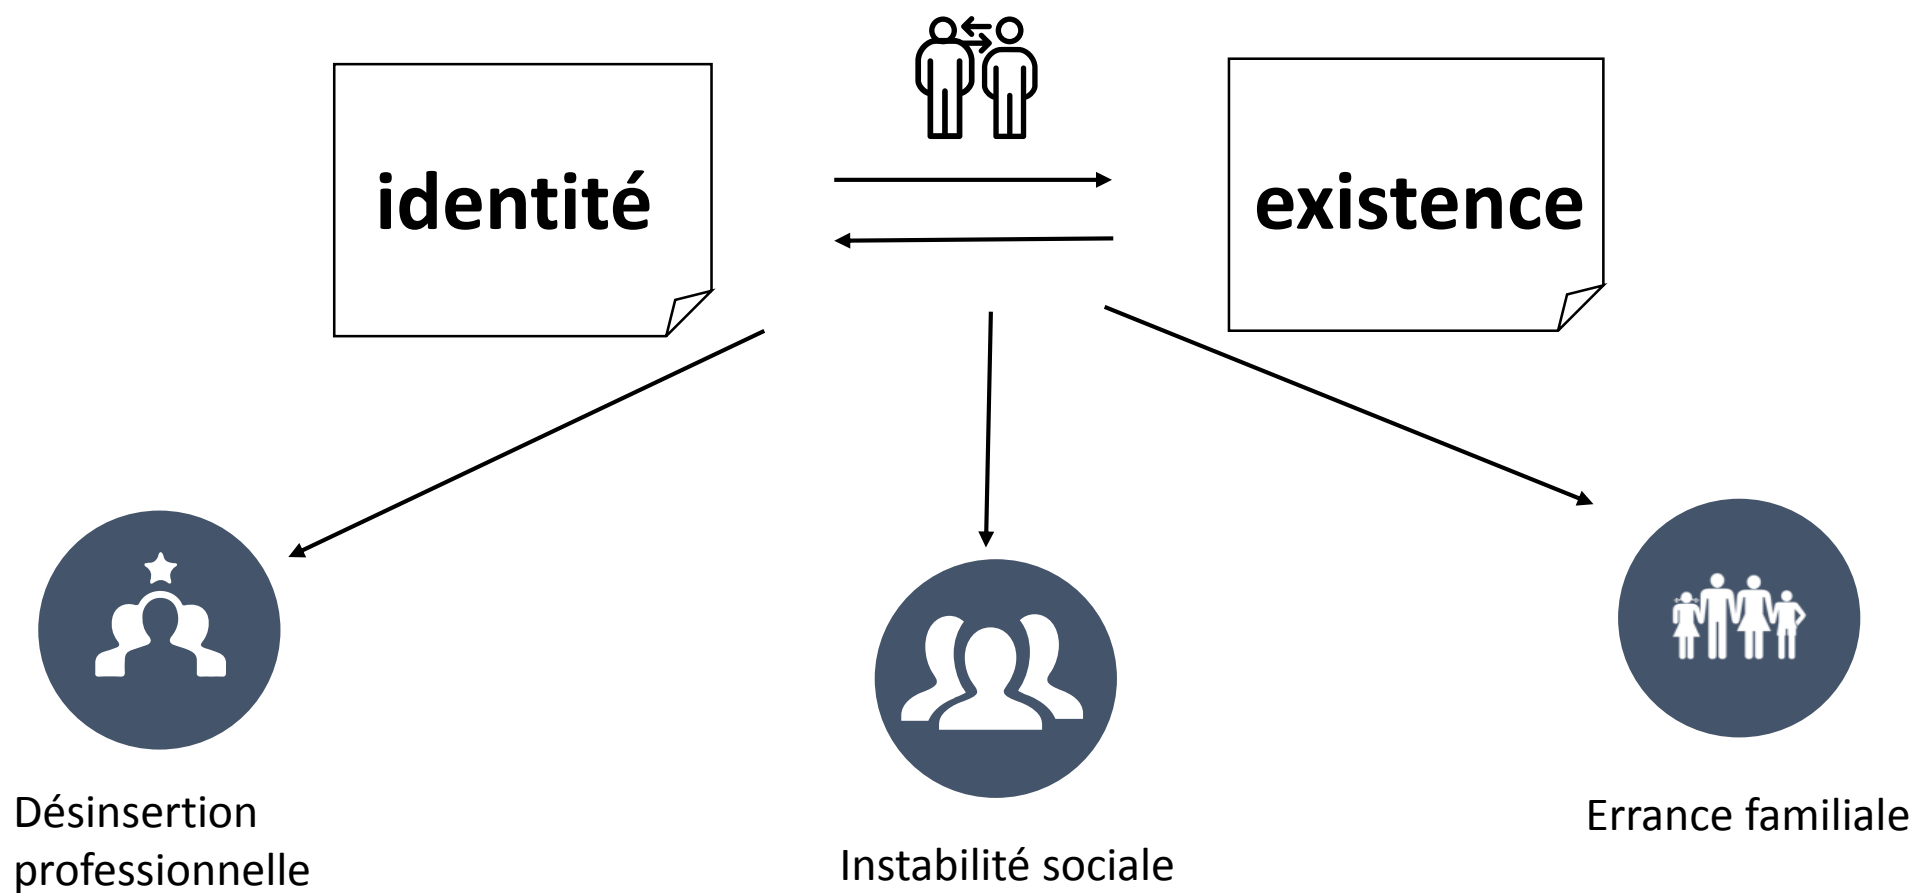 identité
existence
Désinsertion
professionnelle
Instabilité sociale
Errance familiale